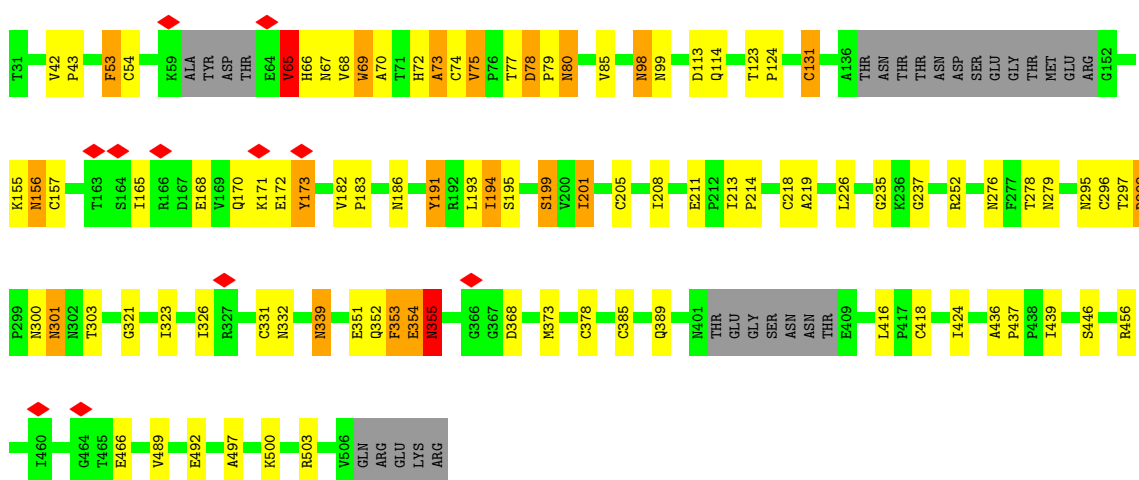 T31 V42 P43 F53 C54 K59 ALA TYR ASP THR E64 V65 H66 N67 V68 W69 A70 T71 H72 A73 C74 V75 P76 T77 D78 P79 N80 V85 N98 N99 D113 Q114 T123 P124 C131 A136 THR ASN THR THR ASN ASP SER GLU GLY THR MET GLU ARG G152
K155 N156 C157 T163 S164 I165 R166 D167 E168 V169 Q170 K171 E172 Y173 V182 P183 N186 Y191 R192 L193 I194 S195 S199 V200 I201 C205 I208 E211 P212 I213 P214 C218 A219 L226 G235 K236 G237 R252 N276 F277 T278 N279 N295 C296 T297
P299 N300 N301 N302 T303 G321 I323 I326 R327 C331 N332 N339 E351 Q352 F353 E354 N355 G366 G367 D368 M373 C378 C385 Q389 N401 THR GLU GLY SER ASN ASN THR E409 L416 P417 C418 I424 A436 P437 P438 I439 S446 R456
I460 G464 T465 E466 V489 E492 A497 K500 R503 V506 GLN ARG GLU LYS ARG